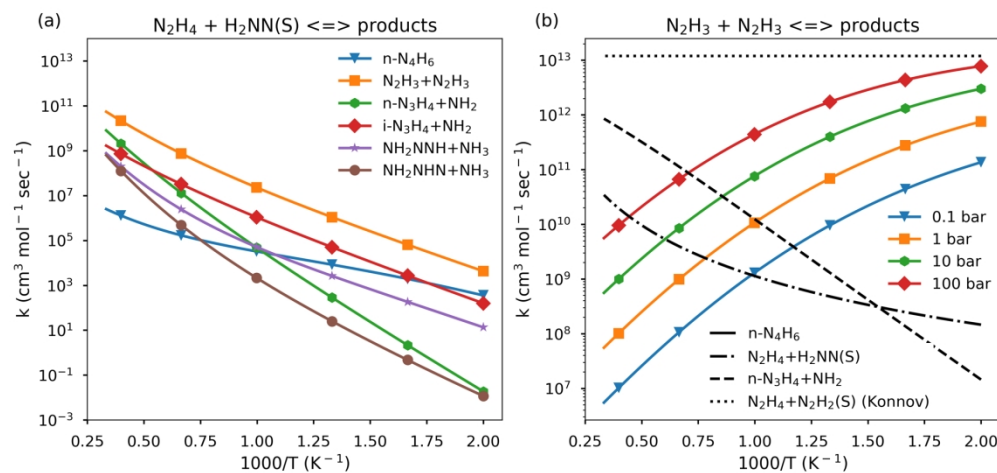 (a)
N₂H₄ + H₂NN(S) <=> products
k (cm³ mol⁻¹ sec⁻¹)
10¹³
10¹¹
10⁹
10⁷
10⁵
10³
10¹
10⁻¹
10⁻³
n-N₄H₆
N₂H₃+N₂H₃
n-N₃H₄+NH₂
i-N₃H₄+NH₂
NH₂NNH+NH₃
NH₂NHN+NH₃
0.25 0.50 0.75 1.00 1.25 1.50 1.75 2.00
1000/T (K⁻¹)
(b)
N₂H₃ + N₂H₃ <=> products
k (cm³ mol⁻¹ sec⁻¹)
10¹³
10¹²
10¹¹
10¹⁰
10⁹
10⁸
10⁷
0.1 bar
1 bar
10 bar
100 bar
n-N₄H₆
N₂H₄+H₂NN(S)
n-N₃H₄+NH₂
N₂H₄+N₂H₂(S) (Konnov)
0.25 0.50 0.75 1.00 1.25 1.50 1.75 2.00
1000/T (K⁻¹)